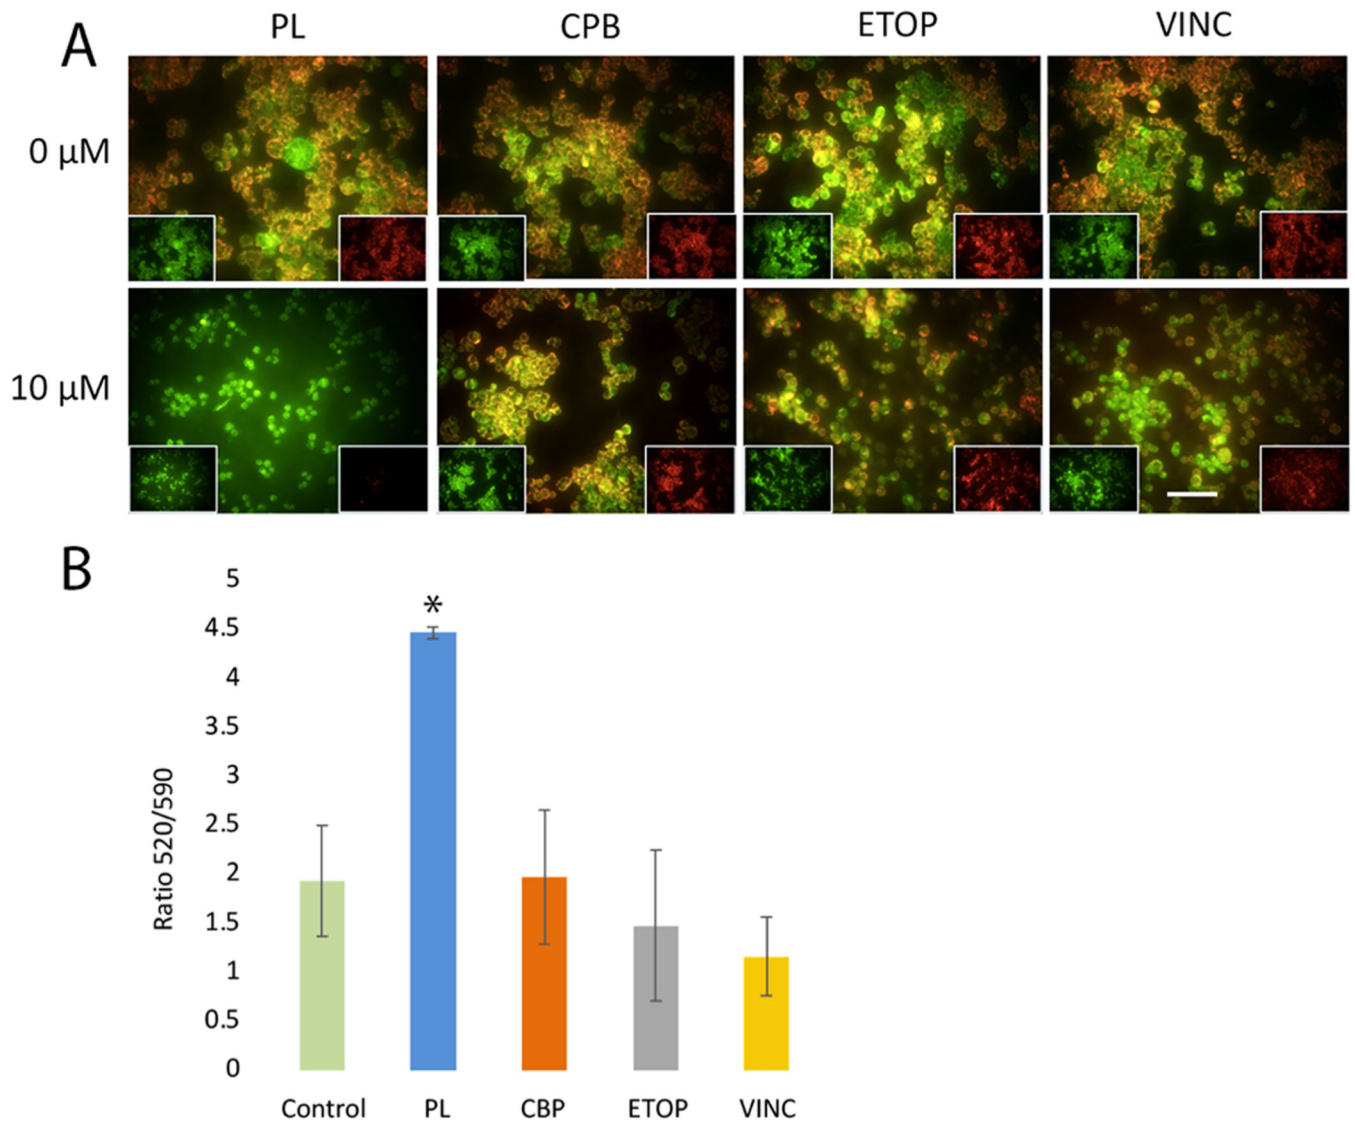 A
PL CPB ETOP VINC
0 μM
10 μM
B
5
4.5
4
3.5
3
2.5
2
1.5
1
0.5
0
Ratio 520/590
*
Control PL CBP ETOP VINC